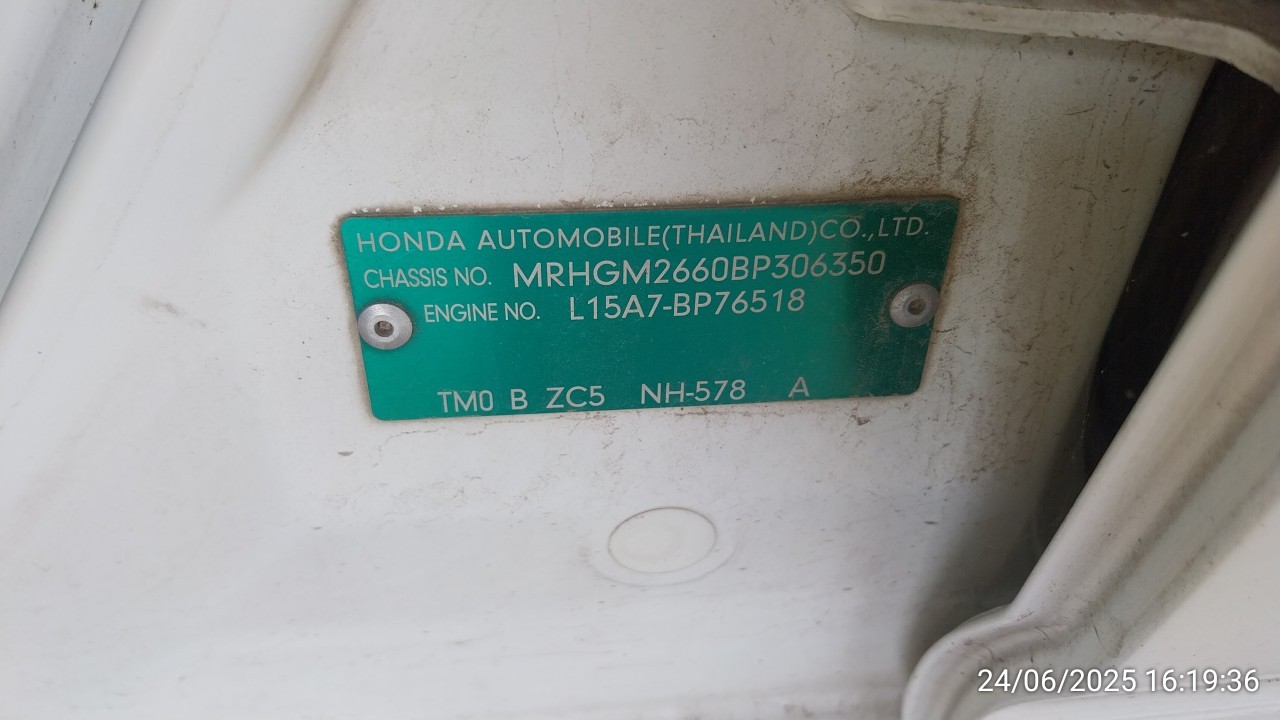 HONDA AUTOMOBILE(THAILAND)CO.,LTD.
CHASSIS NO. MRHGM2660BP306350
ENGINE NO. L15A7-BP76518
TM0 B ZC5 NH-578 A
24/06/2025 16:19:36